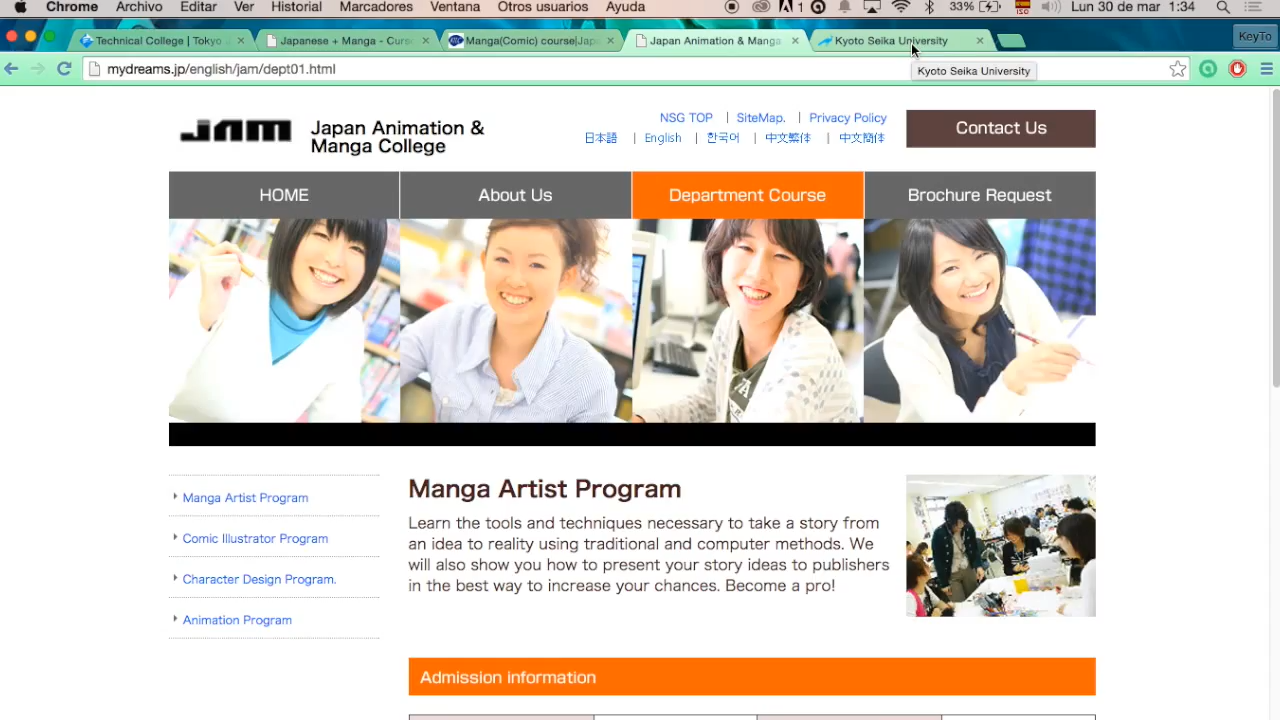 Chrome Archivo Editar Ver Historial Marcadores Ventana Otros usuarios Ayuda 1 33% Lun 30 de mar 1:34
Technical College | Tokyo Japanese + Manga - Curs Manga(Comic) course|Japa Japan Animation & Manga Kyoto Seika University KeyTo
mydreams.jp/english/jam/dept01.html
Kyoto Seika University
JAM
Japan Animation &
Manga College
NSG TOP | SiteMap. | Privacy Policy
日本語 | English | 한국어 | 中文繁体 | 中文簡体
Contact Us
HOME About Us Department Course Brochure Request
Manga Artist Program
Comic Illustrator Program
Character Design Program.
Animation Program
Manga Artist Program
Learn the tools and techniques necessary to take a story from
an idea to reality using traditional and computer methods. We
will also show you how to present your story ideas to publishers
in the best way to increase your chances. Become a pro!
Admission information